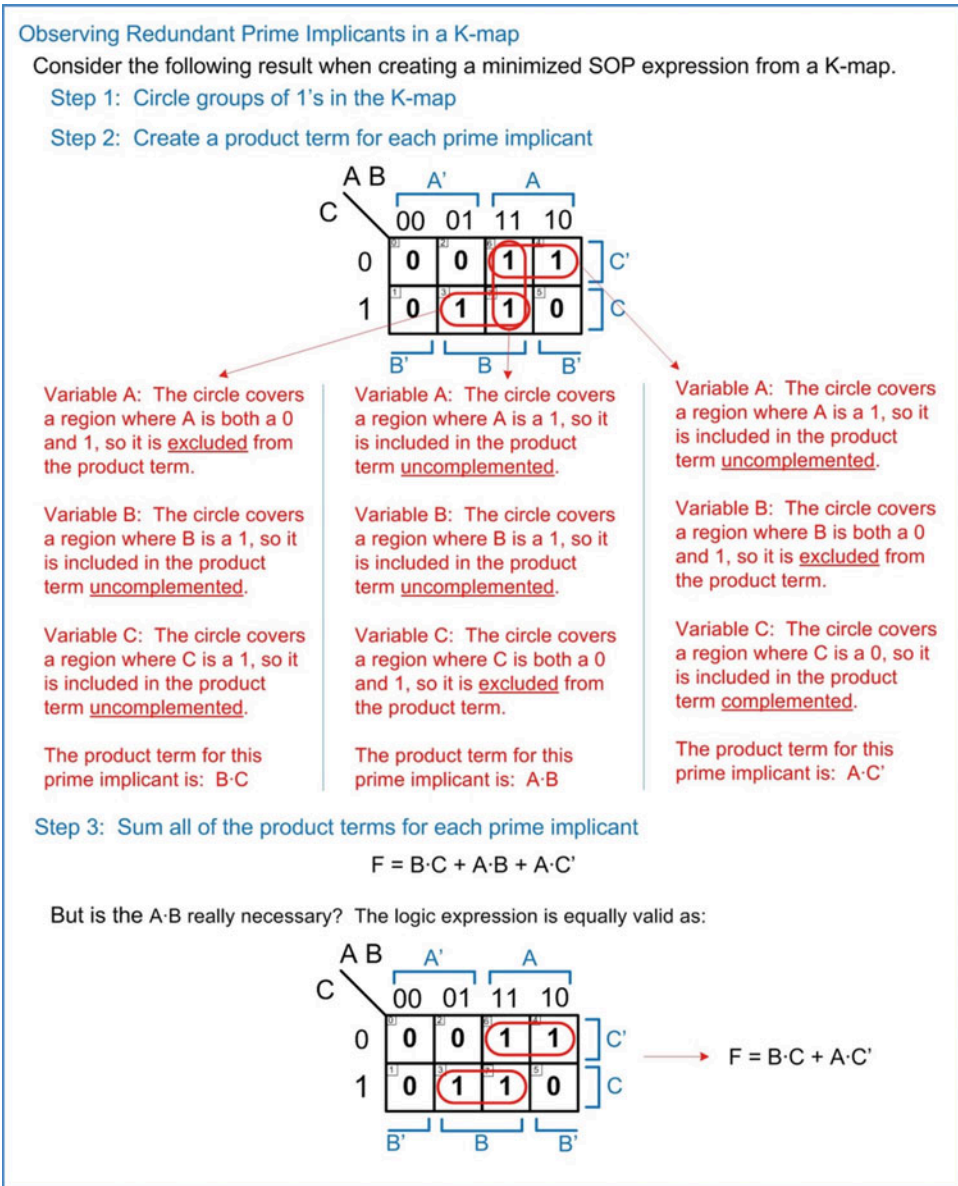 Observing Redundant Prime Implicants in a K-map
Consider the following result when creating a minimized SOP expression from a K-map.
Step 1: Circle groups of 1's in the K-map
Step 2: Create a product term for each prime implicant
A B
A' A
C
00 01 11 10
0 2 6 4
0 0 0 1 1 C'
1 3 5
1 0 1 1 0 C
B' B B'
Variable A: The circle covers
a region where A is both a 0
and 1, so it is excluded from
the product term.
Variable B: The circle covers
a region where B is a 1, so it
is included in the product
term uncomplemented.
Variable C: The circle covers
a region where C is a 1, so it
is included in the product
term uncomplemented.
The product term for this
prime implicant is: B·C
Variable A: The circle covers
a region where A is a 1, so it
is included in the product
term uncomplemented.
Variable B: The circle covers
a region where B is a 1, so it
is included in the product
term uncomplemented.
Variable C: The circle covers
a region where C is both a 0
and 1, so it is excluded from
the product term.
The product term for this
prime implicant is: A·B
Variable A: The circle covers
a region where A is a 1, so it
is included in the product
term uncomplemented.
Variable B: The circle covers
a region where B is both a 0
and 1, so it is excluded from
the product term.
Variable C: The circle covers
a region where C is a 0, so it
is included in the product
term complemented.
The product term for this
prime implicant is: A·C'
Step 3: Sum all of the product terms for each prime implicant
F = B·C + A·B + A·C'
But is the A·B really necessary? The logic expression is equally valid as:
A B
A' A
C
00 01 11 10
0 2 6 4
0 0 0 1 1 C'
F = B·C + A·C'
1 3 5
1 0 1 1 0 C
B' B B'